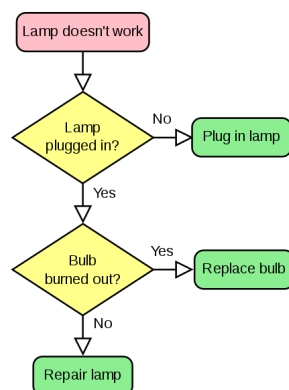 Lamp doesn't work
Lamp
plugged in?
No
Plug in lamp
Yes
Bulb
burned out?
Yes
Replace bulb
No
Repair lamp